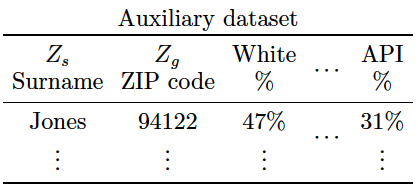 Auxiliary dataset
Z_s Z_g White ... API
Surname ZIP code % %
Jones 94122 47% ... 31%
⋮ ⋮ ⋮ ⋮